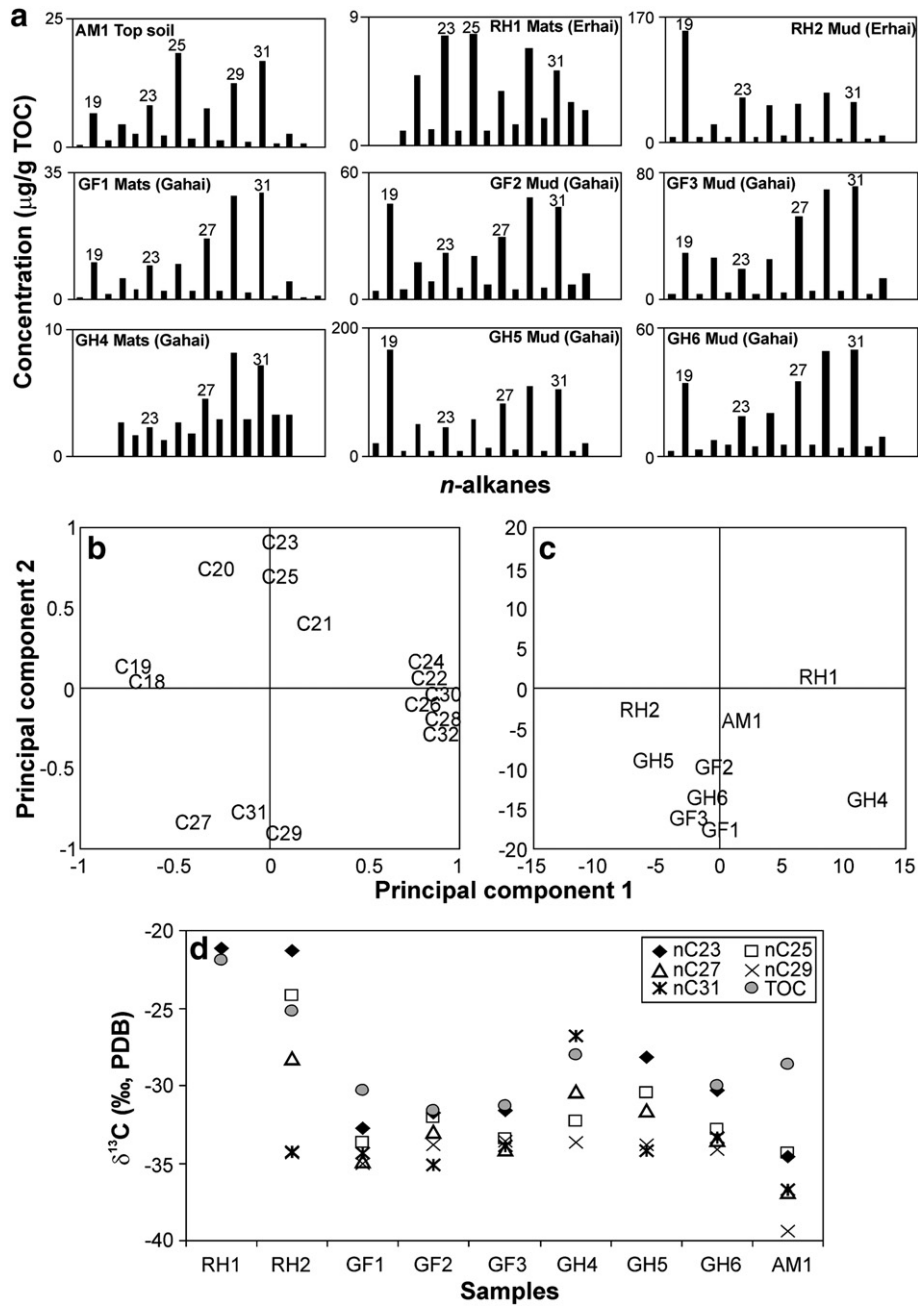 a
AM1 Top soil
25
0
19
23
25
29
31
RH1 Mats (Erhai)
9
0
23
25
31
RH2 Mud (Erhai)
170
0
19
23
31
GF1 Mats (Gahai)
35
0
19
23
27
31
GF2 Mud (Gahai)
60
0
19
23
27
31
GF3 Mud (Gahai)
80
0
19
23
27
31
GH4 Mats (Gahai)
10
0
23
27
31
GH5 Mud (Gahai)
200
0
19
23
27
31
GH6 Mud (Gahai)
60
0
19
23
27
31
Concentration (µg/g TOC)
n-alkanes
b
1
0.5
0
-0.5
-1
-1
-0.5
0
0.5
1
C23
C20
C25
C21
C19
C18
C24
C22
C30
C26
C28
C32
C27
C31
C29
Principal component 2
c
20
15
10
5
0
-5
-10
-15
-20
-15
-10
-5
0
5
10
15
RH1
RH2
AM1
GH5
GF2
GH6
GH4
GF3
GF1
Principal component 1
d
-20
-25
-30
-35
-40
δ13C (‰, PDB)
nC23
nC25
nC27
nC29
nC31
TOC
RH1 RH2 GF1 GF2 GF3 GH4 GH5 GH6 AM1
Samples